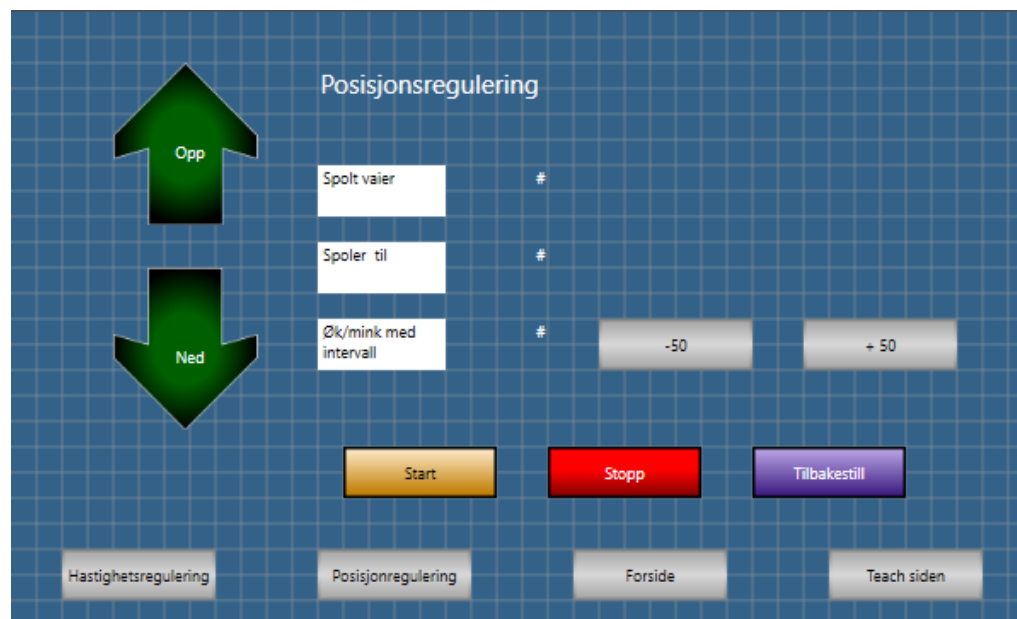 Posisjonsregulering
Opp
Spolt vaier #
Spoler til #
Øk/mink med
intervall
#
-50
+ 50
Ned
Start
Stopp
Tilbakestill
Hastighetsregulering
Posisjonregulering
Forside
Teach siden